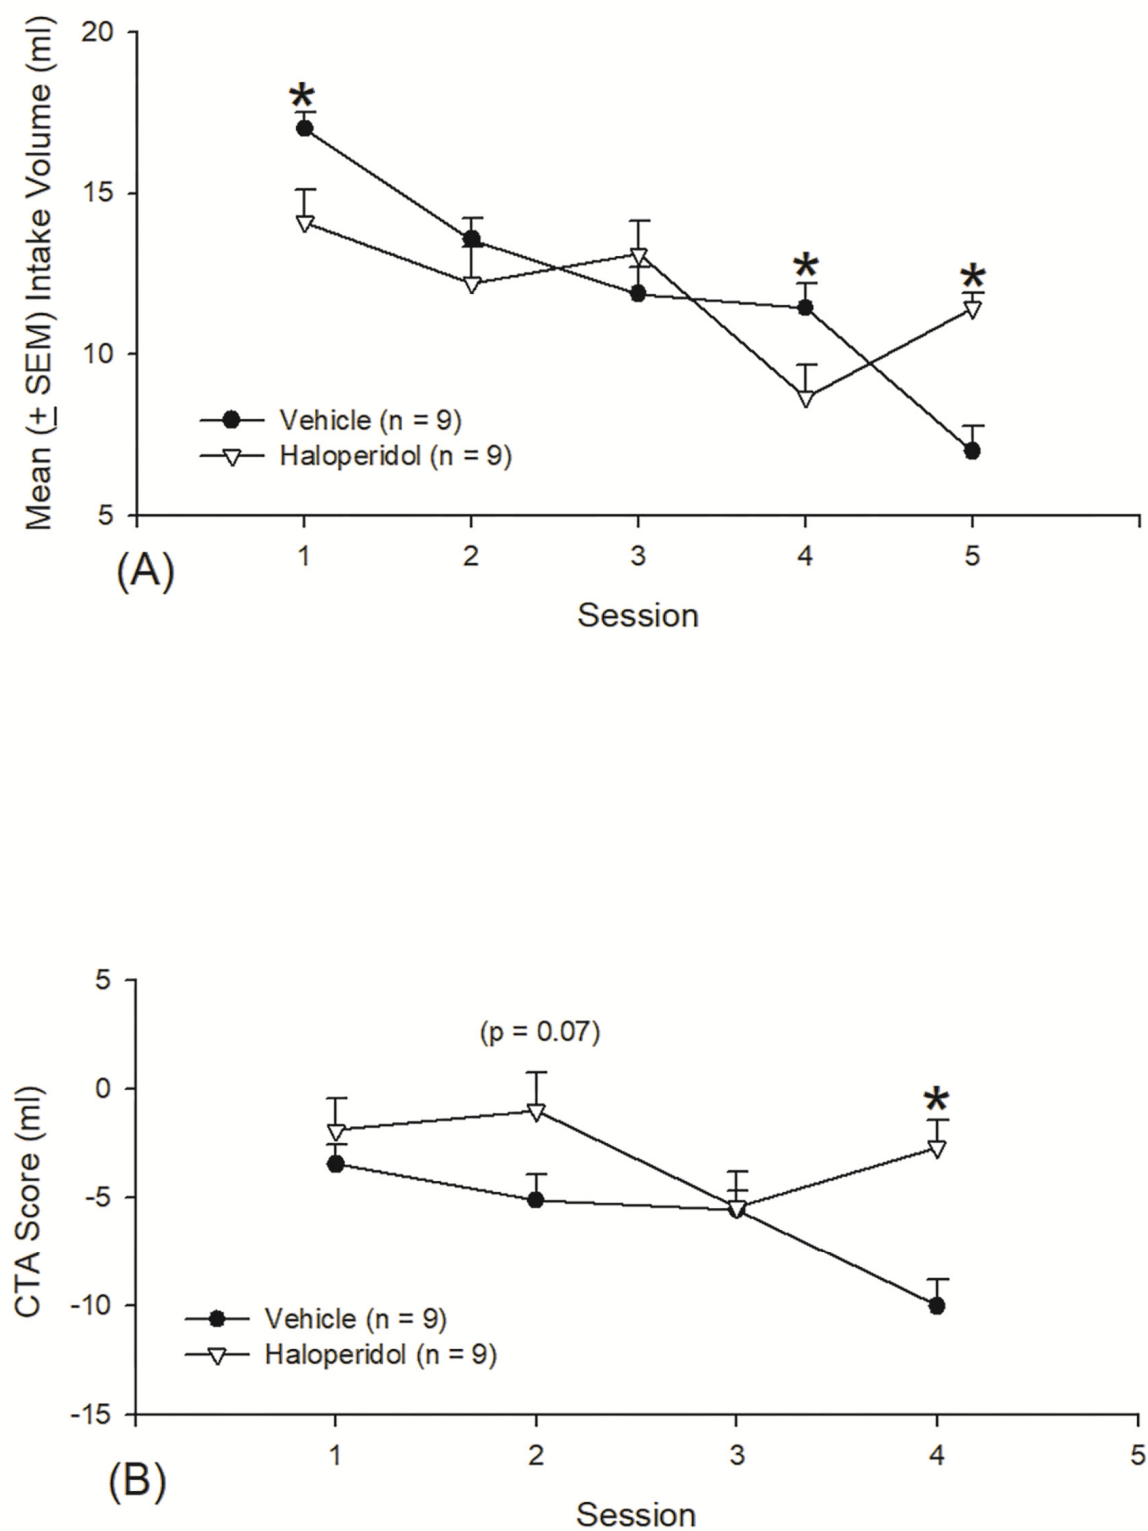 Mean (+ SEM) Intake Volume (ml)
20
15
10
5
*
*
*
Vehicle (n = 9)
Haloperidol (n = 9)
1 2 3 4 5
(A)
Session
CTA Score (ml)
5
0
-5
-10
-15
(p = 0.07)
*
Vehicle (n = 9)
Haloperidol (n = 9)
1 2 3 4 5
(B)
Session